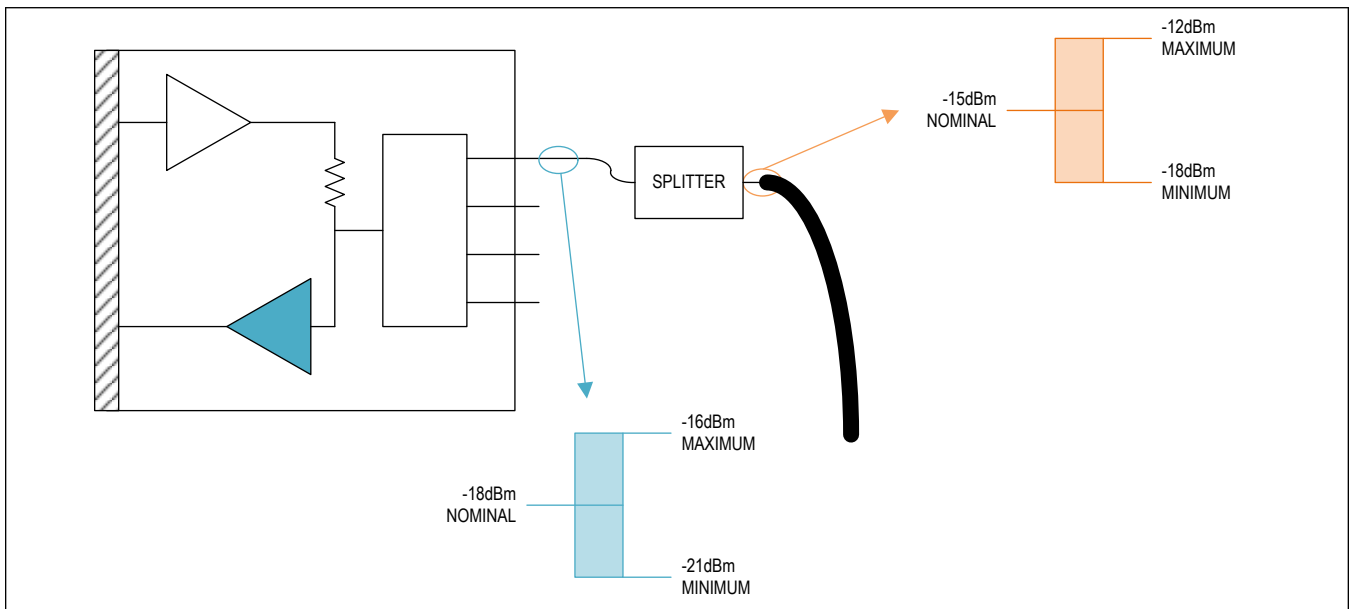 -12dBm
MAXIMUM
-15dBm
NOMINAL
-18dBm
MINIMUM
SPLITTER
-16dBm
MAXIMUM
-18dBm
NOMINAL
-21dBm
MINIMUM